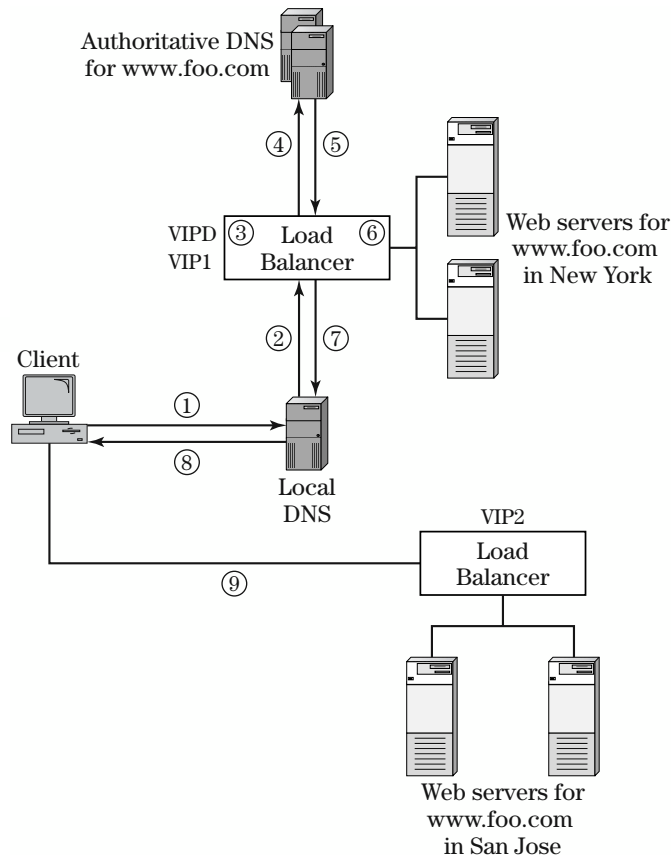 Authoritative DNS
for www.foo.com
④
⑤
VIPD
VIP1
③
Load
Balancer
⑥
Web servers for
www.foo.com
in New York
②
⑦
Client
①
⑧
Local
DNS
VIP2
Load
Balancer
⑨
Web servers for
www.foo.com
in San Jose